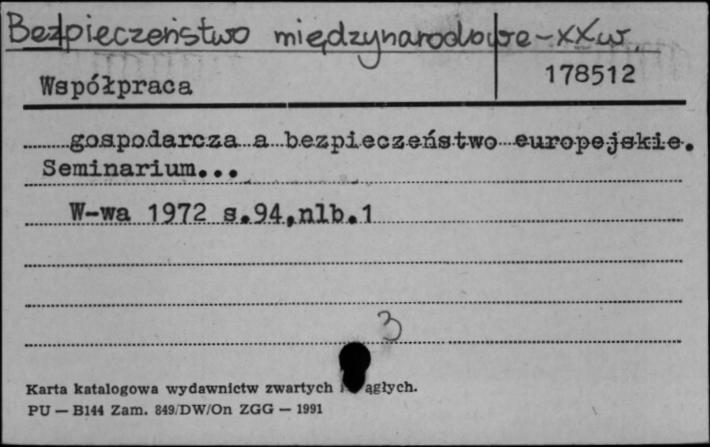 Bezpieczeństwo międzynarodowe-XXw.
Współpraca
178512
gospodarcza a bezpieczeństwo europejskie.
Seminarium...
W-wa 1972 s.94,nlb.1
3
Karta katalogowa wydawnictw zwartych ągłych.
PU — B144 Zam. 849/DW/On ZGG — 1991